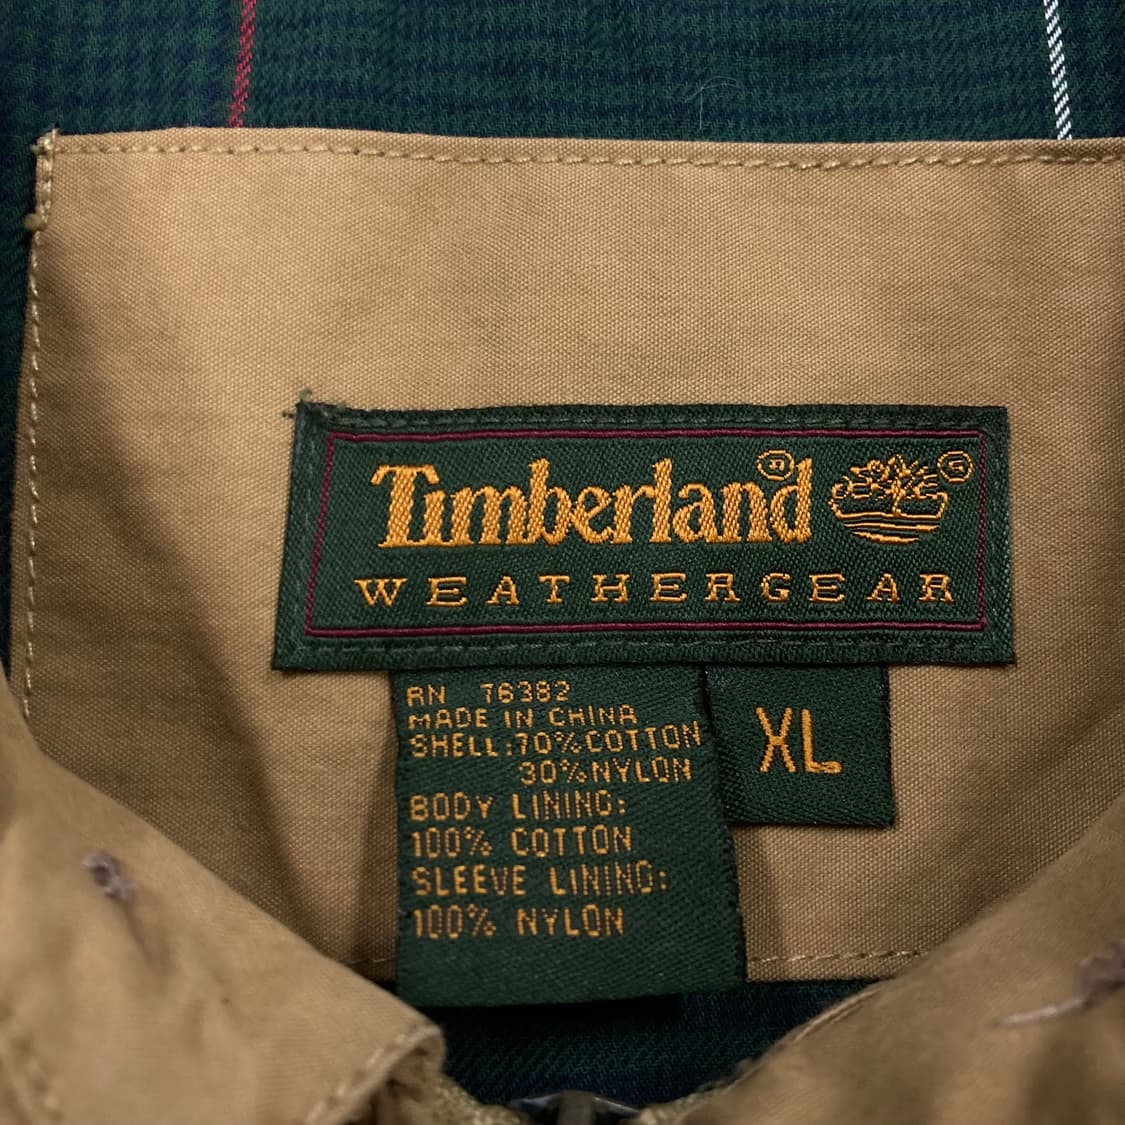 Timberland®
WEATHERGEAR
RN 76382
MADE IN CHINA
SHELL:70%COTTON
30%NYLON
BODY LINING:
100% COTTON
SLEEVE LINING:
100% NYLON
XL